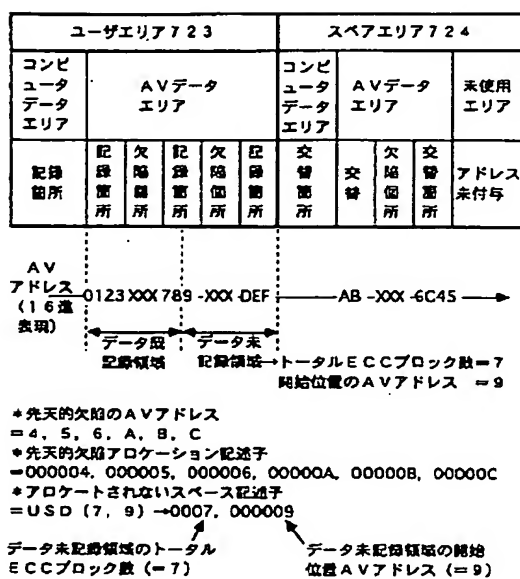 ユーザエリア723
スペアエリア724
コンピュータデータエリア
AVデータエリア
コンピュータデータエリア
AVデータエリア
未使用エリア
記録箇所
記録箇所
欠陥箇所
記録箇所
欠陥個所
記録箇所
交替箇所
交替
欠陥個所
交替箇所
アドレス未付与
AVアドレス(16進表現)
0123 XXX 789 -XXX -DEF
AB -XXX -6C45
データ既記録領域
データ未記録領域
トータルECCブロック数=7
開始位置のAVアドレス =9
*先天的欠陥のAVアドレス
=4, 5, 6, A, B, C
*先天的欠陥アロケーション記述子
=000004, 000005, 000006, 00000A, 00000B, 00000C
*アロケートされないスペース記述子
=USD (7, 9) →0007, 000009
データ未記録領域のトータル
ECCブロック数 (=7)
データ未記録領域の開始
位置AVアドレス (=9)